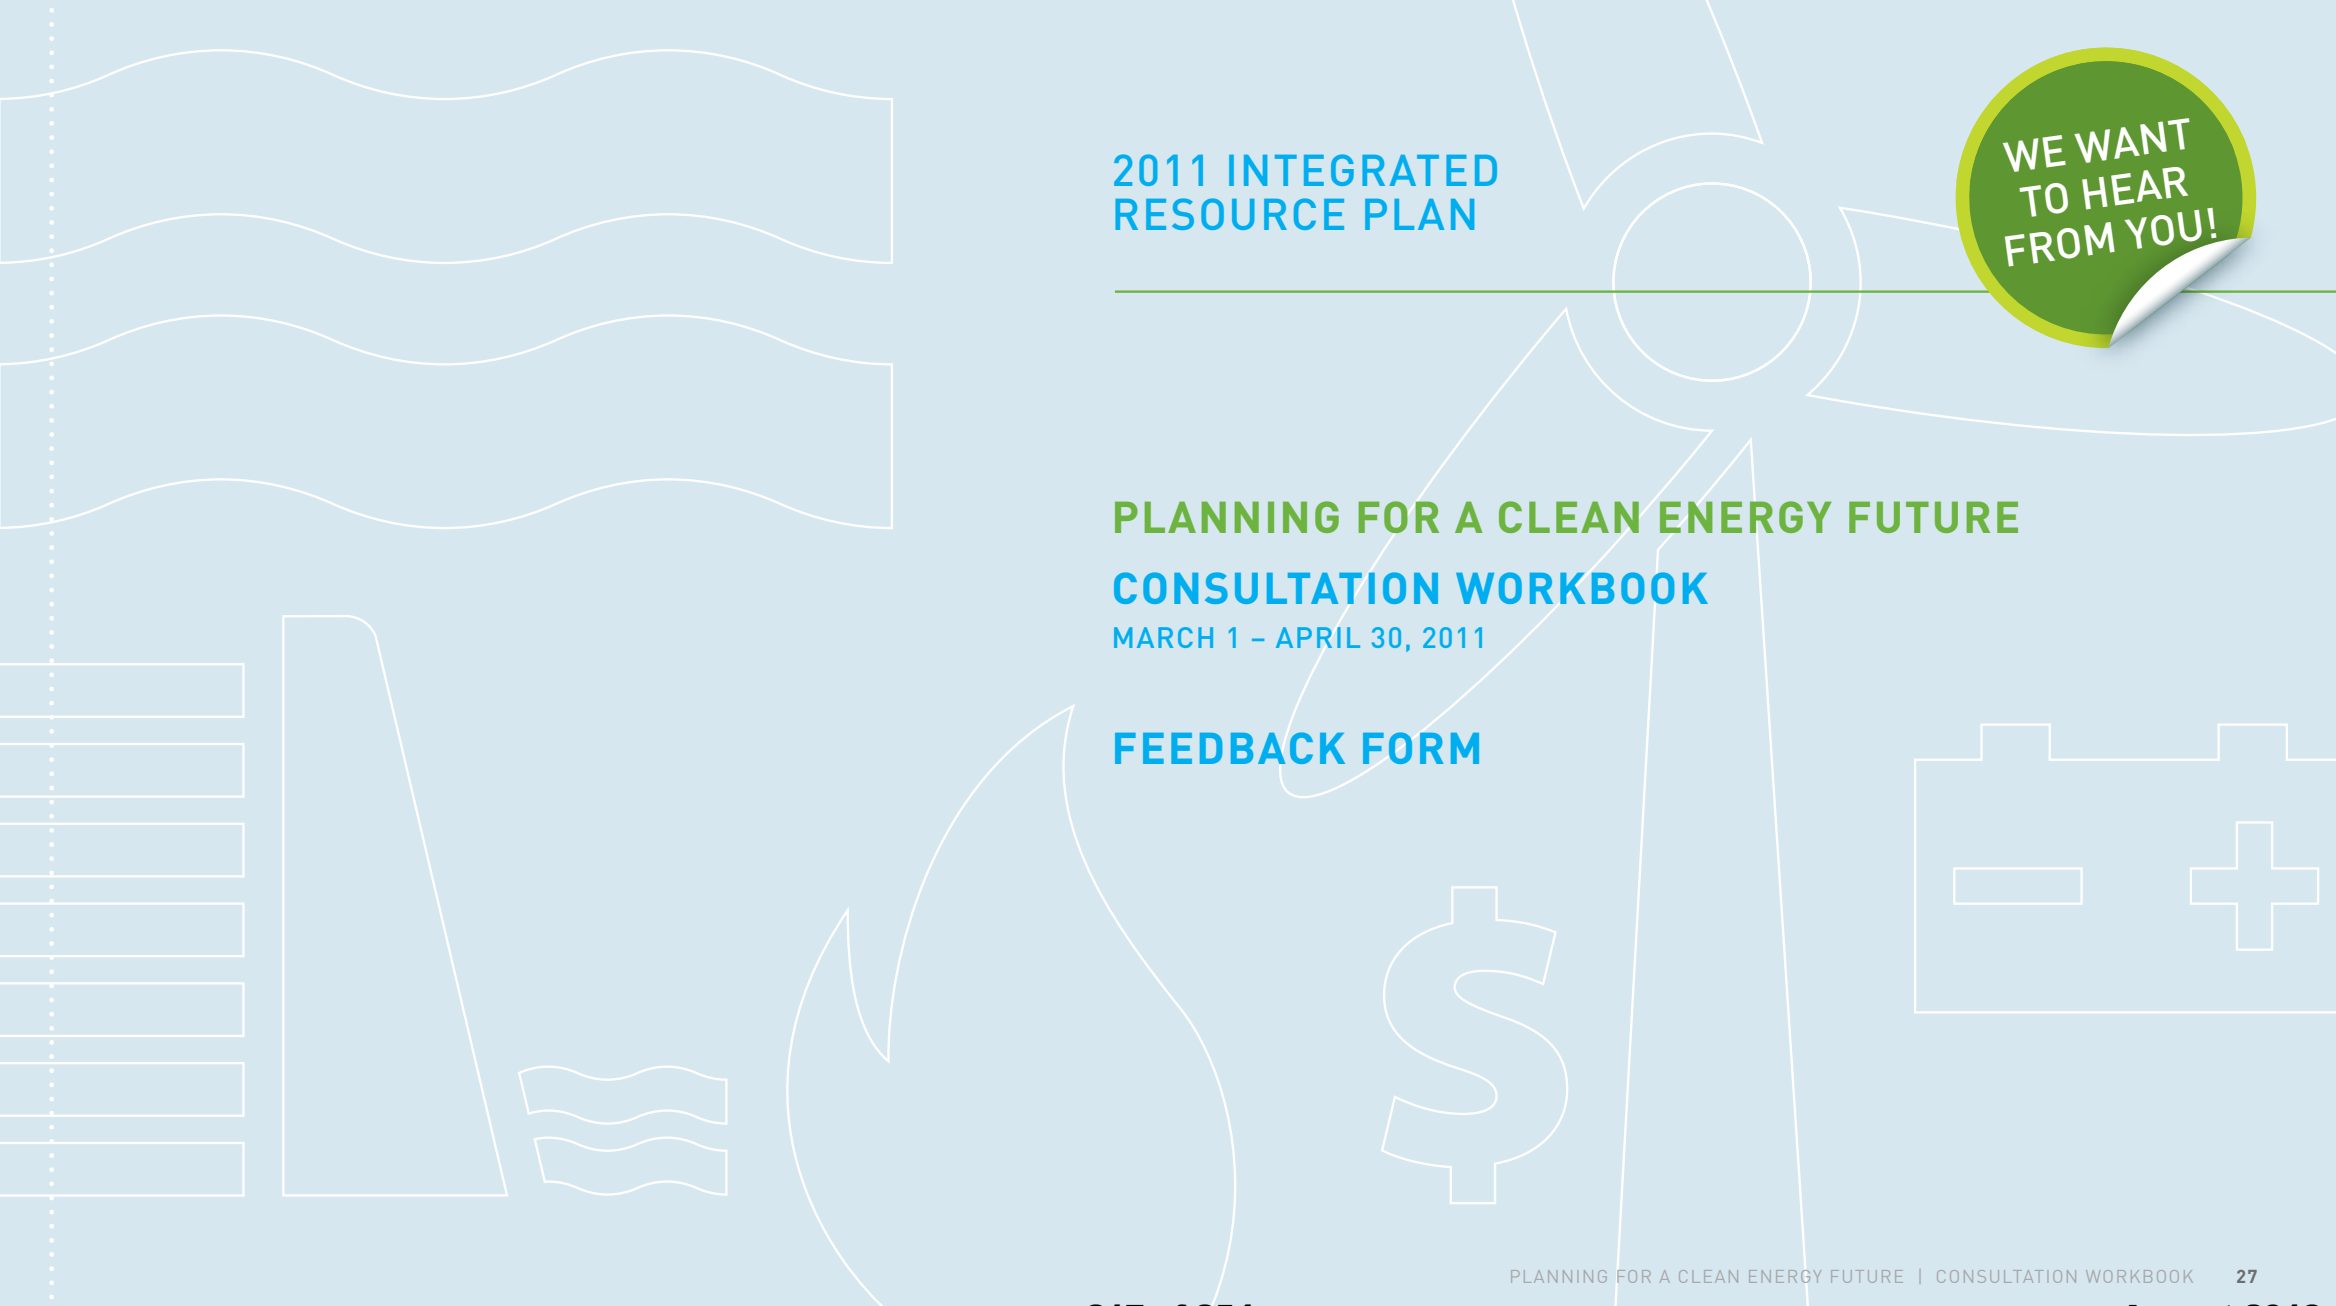 2011 INTEGRATED
RESOURCE PLAN
WE WANT
TO HEAR
FROM YOU!
PLANNING FOR A CLEAN ENERGY FUTURE
CONSULTATION WORKBOOK
MARCH 1 – APRIL 30, 2011
FEEDBACK FORM
$
PLANNING FOR A CLEAN ENERGY FUTURE | CONSULTATION WORKBOOK 27